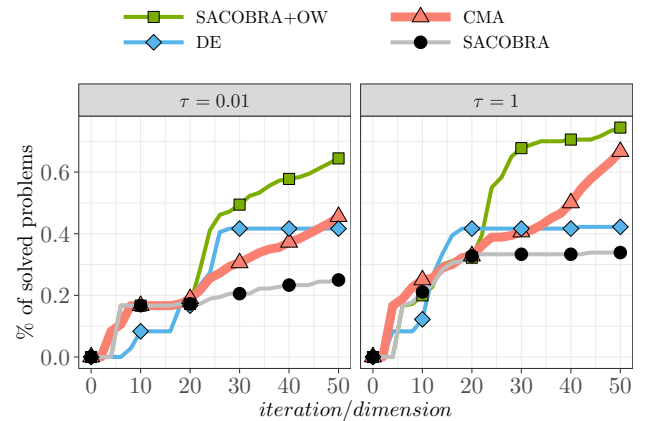 SACOBRA+OW CMA
DE SACOBRA
τ = 0.01 τ = 1
% of solved problems
0.6
0.4
0.2
0.0
0 10 20 30 40 50 0 10 20 30 40 50
iteration/dimension